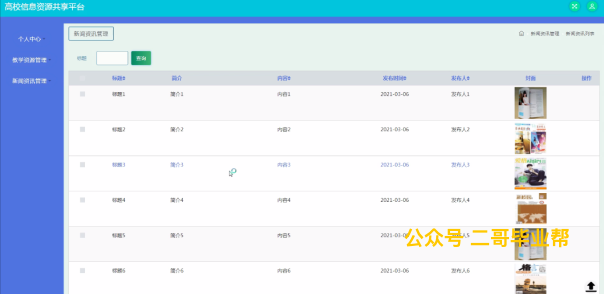 高校信息资源共享平台
个人中心
教学资源管理
新闻资讯管理
新闻资讯管理
新闻资讯管理 新闻资讯列表
标题 查询
标题 简介 内容 发布时间 发布人 封面 操作
标题1 简介1 内容1 2021-03-06 发布人1
标题2 简介2 内容2 2021-03-06 发布人2
标题3 简介3 内容3 2021-03-06 发布人3
标题4 简介4 内容4 2021-03-06 发布人4
标题5 简介5 内容5 2021-03-06 发布人5
公众号 二哥毕业帮
标题6 简介6 内容6 2021-03-06 发布人6